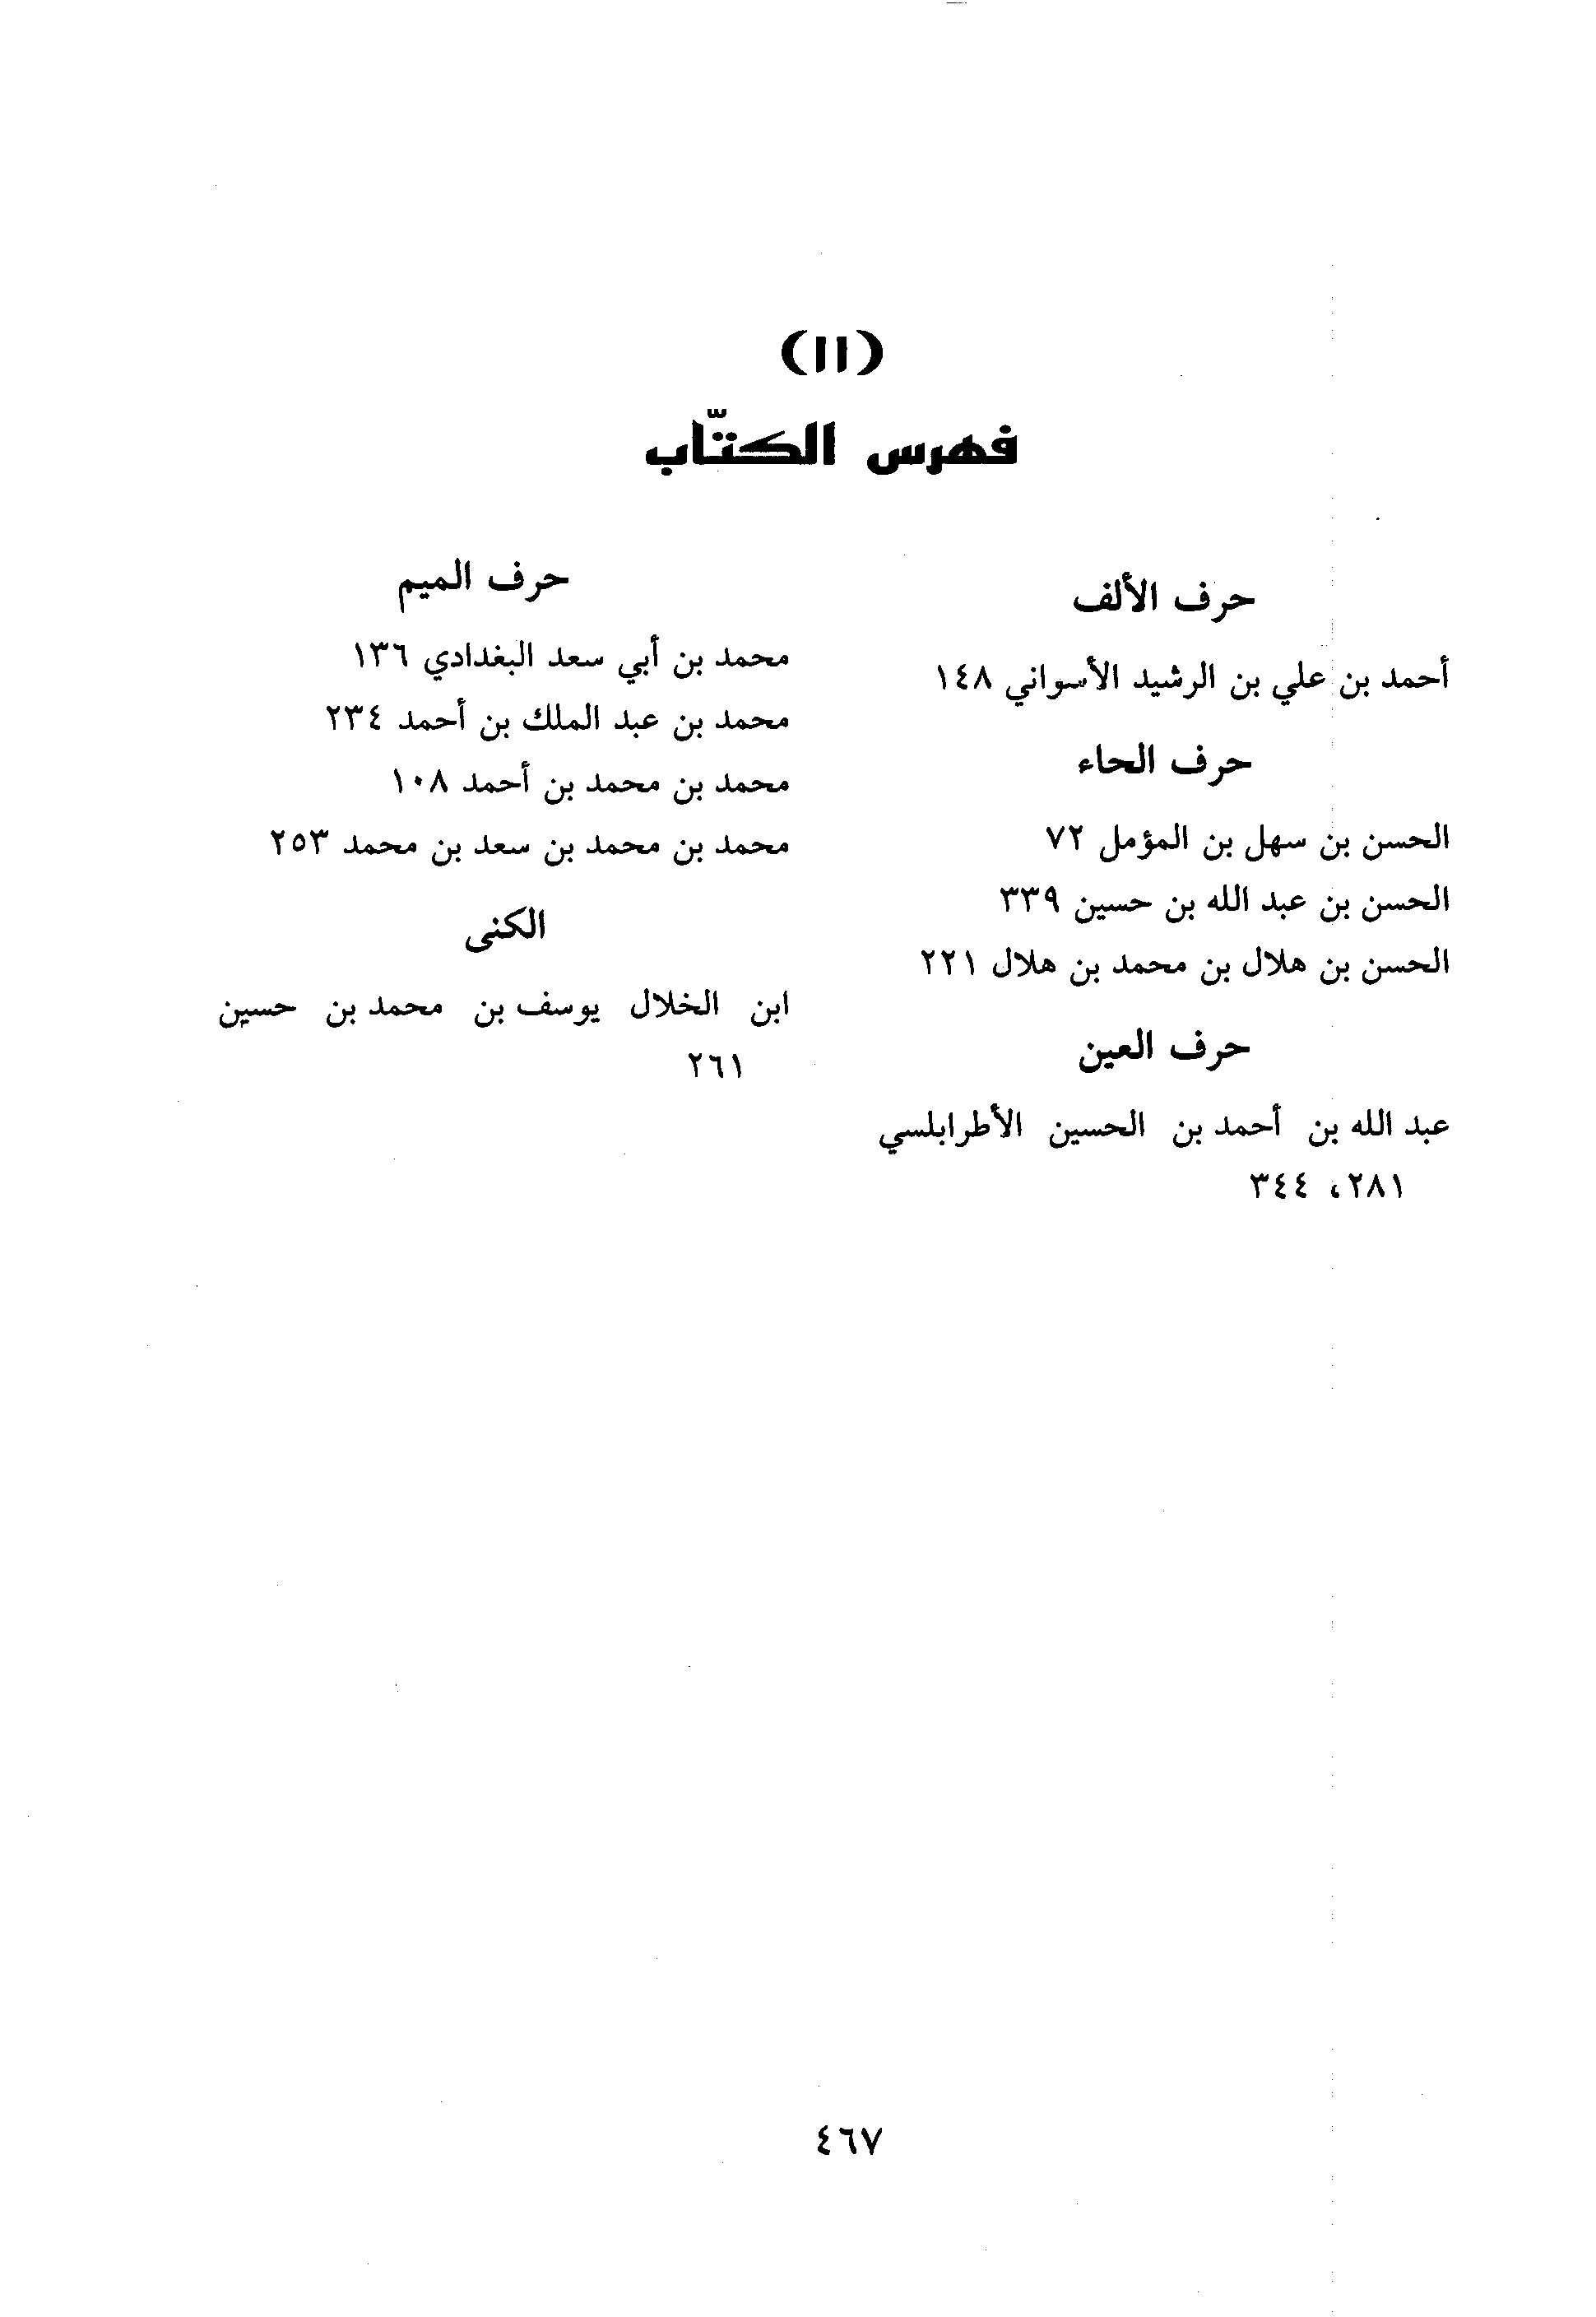 (١١)
فهرس الكتّاب
حرف الألف
أحمد بن علي بن الرشيد الأسواني ١٤٨
حرف الحاء
الحسن بن سهل بن المؤمل ٧٢
الحسن بن عبد الله بن حسين ٣٣٩
الحسن بن هلال بن محمد بن هلال ٢٢١
حرف العين
عبد الله بن أحمد بن الحسين الأطرابلسي
٢٨١، ٣٤٤
حرف الميم
محمد بن أبي سعد البغدادي ١٣٦
محمد بن عبد الملك بن أحمد ٢٣٤
محمد بن محمد بن أحمد ١٠٨
محمد بن محمد بن سعد بن محمد ٢٥٣
الكنى
ابن الخلال يوسف بن محمد بن حسين
٢٦١
٤٦٧